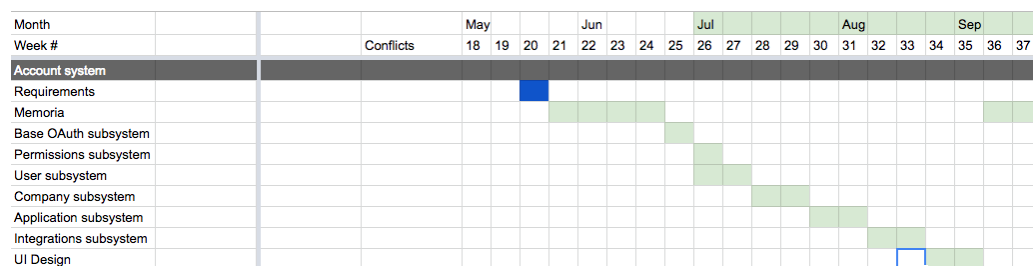 Month May Jun Jul Aug Sep
Week # Conflicts 18 19 20 21 22 23 24 25 26 27 28 29 30 31 32 33 34 35 36 37
Account system
Requirements
Memoria
Base OAuth subsystem
Permissions subsystem
User subsystem
Company subsystem
Application subsystem
Integrations subsystem
UI Design